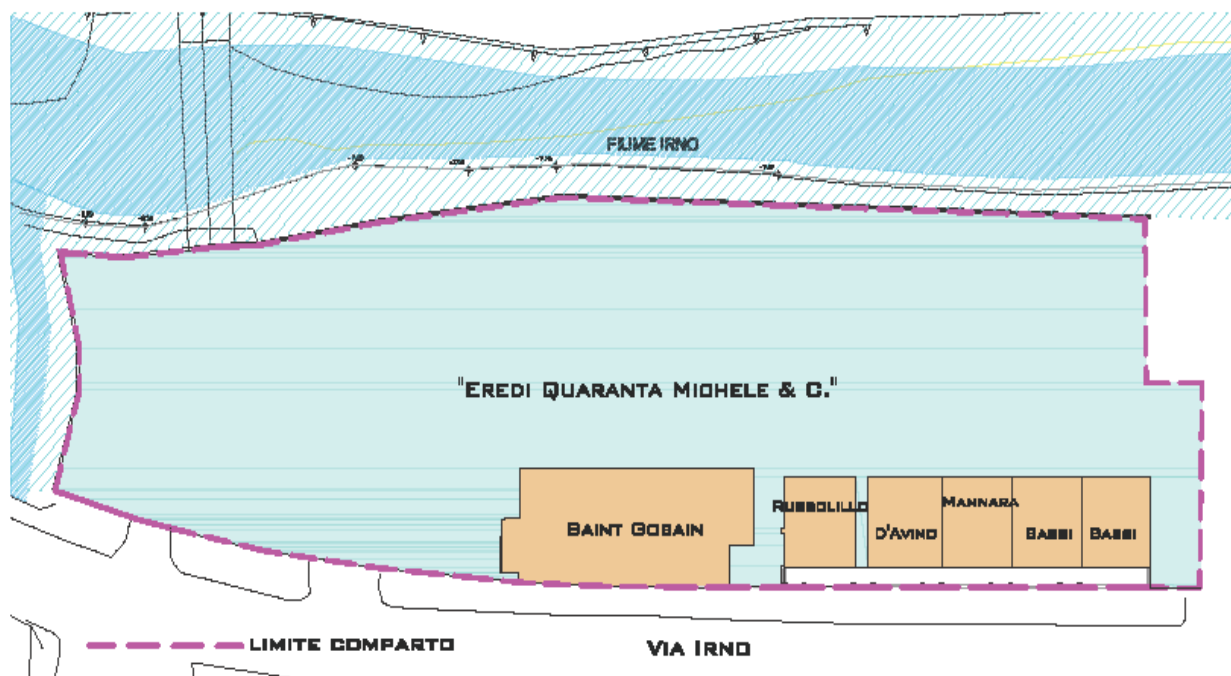 FIUME IRNO
"EREDI QUARANTA MICHELE & C."
RUSSOLILLO
MANNARA
SAINT GOBAIN
D'AVINO
BASSI
BASSI
LIMITE COMPARTO
VIA IRNO